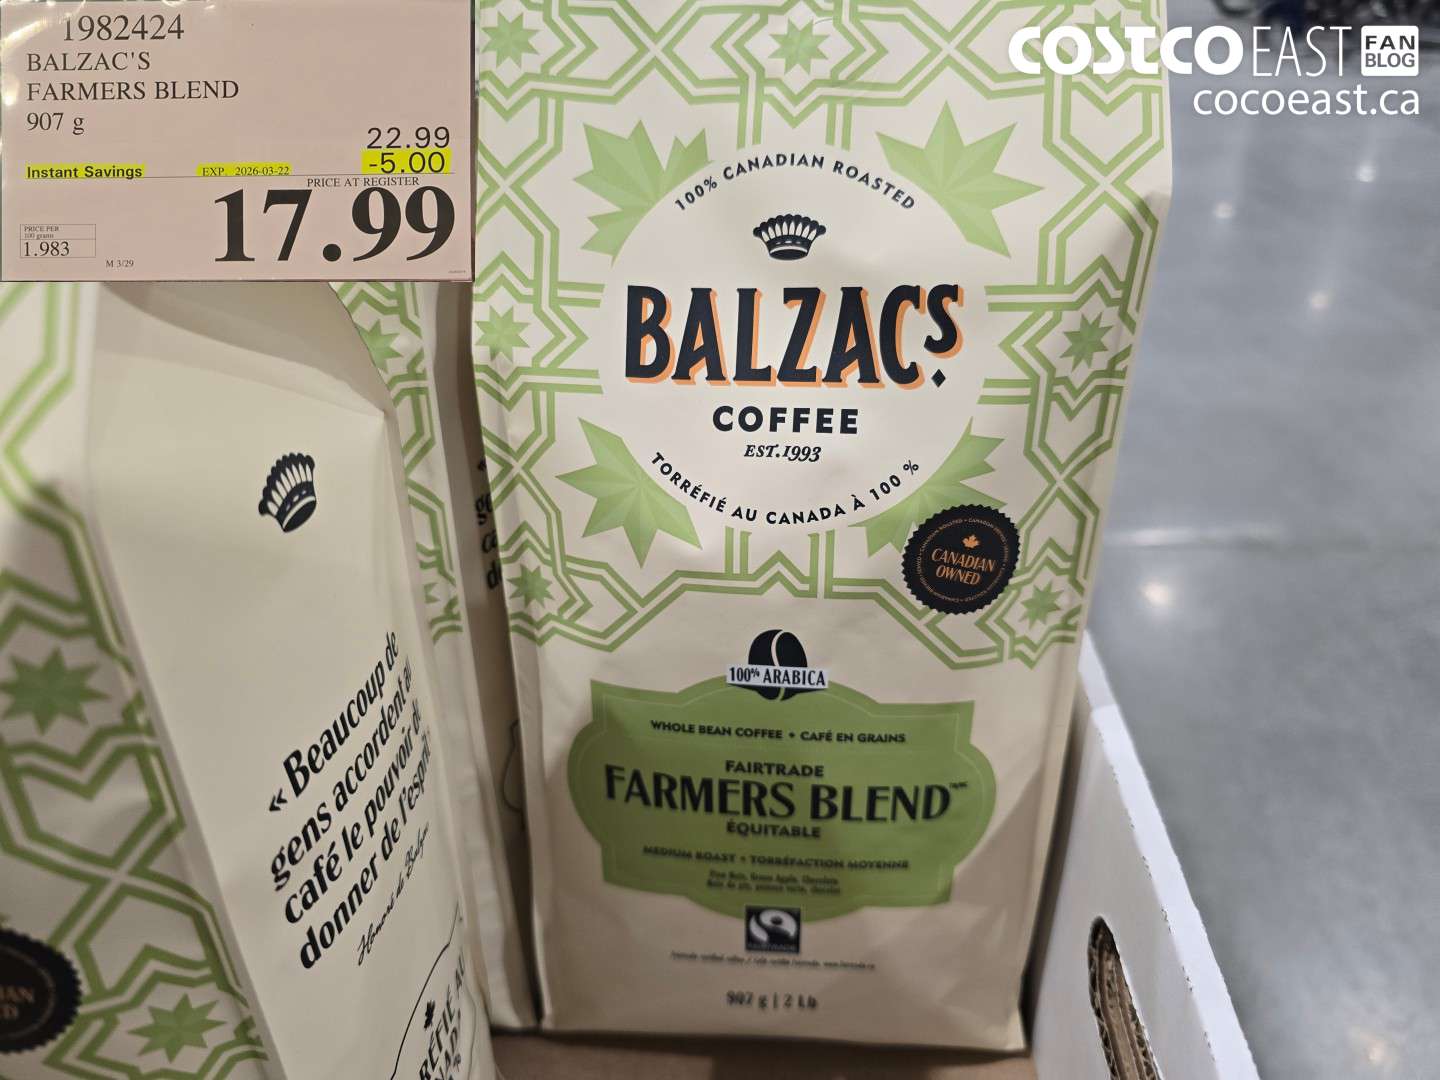 1982424
BALZAC'S
FARMERS BLEND
907 g
22.99
Instant Savings EXP. 2026-03-22 -5.00
PRICE AT REGISTER
17.99
PRICE PER
100 grams
1.983
M 3/29
COSTCO EAST FAN BLOG
cocoeast.ca
100% CANADIAN ROASTED
BALZAC'S
COFFEE
EST. 1993
TORRÉFIÉ AU CANADA À 100 %
CANADIAN
OWNED
100% ARABICA
WHOLE BEAN COFFEE • CAFÉ EN GRAINS
FAIRTRADE
FARMERS BLEND
ÉQUITABLE
MEDIUM ROAST • TORRÉFACTION MOYENNE
FAIRTRADE
907 g | 2 Lb
« Beaucoup de
gens accordent au
café le pouvoir de
donner de l'esprit
Honoré de Balzac